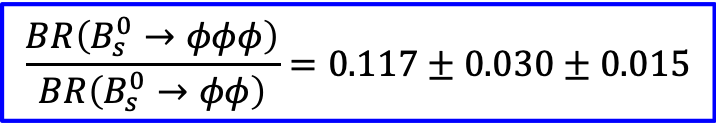 BR(B_s^0 → ϕϕϕ)
/ BR(B_s^0 → ϕϕ) = 0.117 ± 0.030 ± 0.015